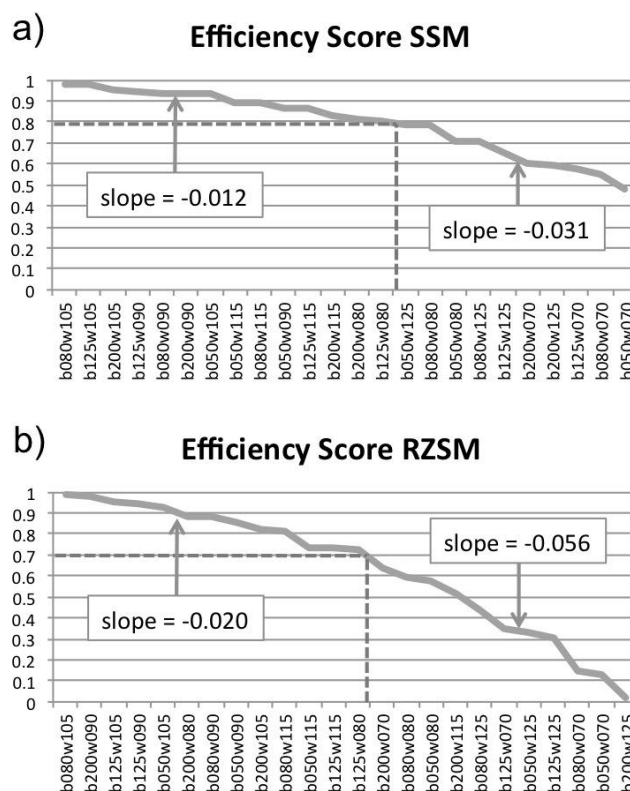 a)
Efficiency Score SSM
1
0.9
0.8
0.7
0.6
0.5
0.4
0.3
0.2
0.1
0
slope = -0.012
slope = -0.031
b080w105
b125w105
b200w105
b125w090
b080w090
b200w090
b050w105
b050w115
b080w115
b050w090
b125w115
b200w115
b200w080
b125w080
b050w125
b080w080
b050w080
b080w125
b125w125
b200w070
b200w125
b125w070
b080w070
b050w070
b)
Efficiency Score RZSM
1
0.9
0.8
0.7
0.6
0.5
0.4
0.3
0.2
0.1
0
slope = -0.020
slope = -0.056
b080w105
b200w090
b125w105
b125w090
b050w105
b200w080
b080w090
b050w090
b200w105
b080w115
b050w115
b125w115
b125w080
b200w070
b080w080
b050w080
b200w115
b080w125
b125w070
b050w125
b125w125
b080w070
b050w070
b200w125